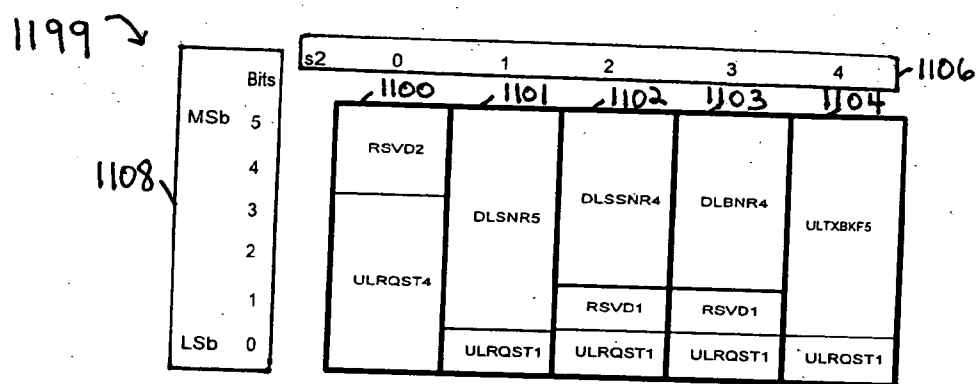 1199
s2 0 1 2 3 4
1106
Bits
1100 1101 1102 1103 1104
MSb 5
RSVD2
4
1108
3
DLSNR5 DLSSNR4 DLBNR4 ULTXBKF5
2
ULRQST4
1
RSVD1 RSVD1
LSb 0
ULRQST1 ULRQST1 ULRQST1 ULRQST1